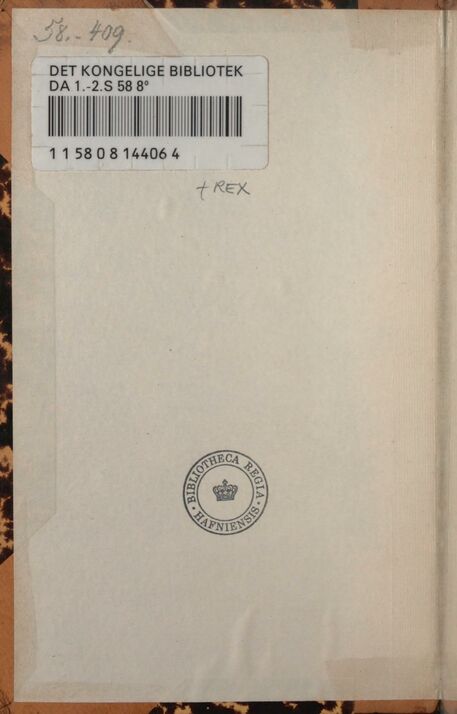 58.-409.
DET KONGELIGE BIBLIOTEK
DA 1.-2.S 58 8°
1 1 58 0 8 14406 4
+ REX
BIBLIOTHECA REGIA
HAFNIENSIS